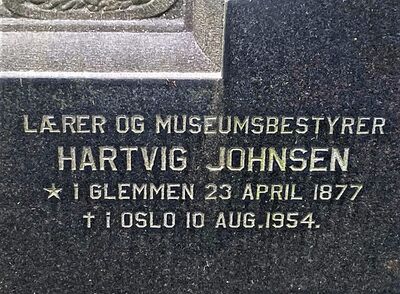 LÆRER OG MUSEUMSBESTYRER
HARTVIG JOHNSEN
★ I GLEMMEN 23 APRIL 1877
† I OSLO 10 AUG. 1954.